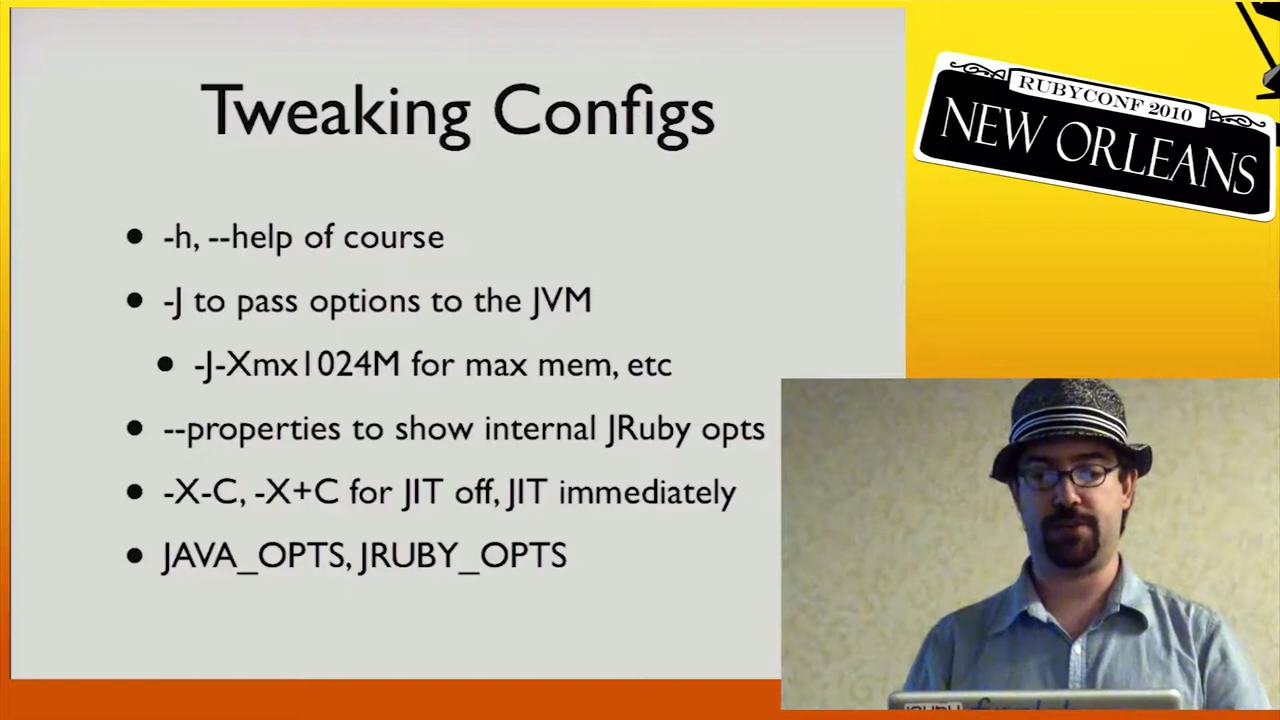 Tweaking Configs
RUBYCONF 2010
NEW ORLEANS
-h, --help of course
-J to pass options to the JVM
-J-Xmx1024M for max mem, etc
--properties to show internal JRuby opts
-X-C, -X+C for JIT off, JIT immediately
JAVA_OPTS, JRUBY_OPTS